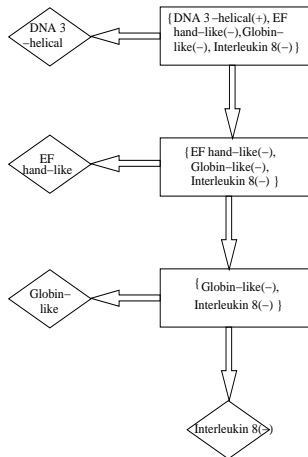 DNA 3
–helical
{DNA 3–helical(+), EF
hand–like(–),Globin–
like(–), Interleukin 8(–) }
EF
hand–like
{EF hand–like(–),
Globin–like(–),
Interleukin 8(–) }
Globin–
like
{Globin–like(–),
Interleukin 8(–) }
Interleukin 8(–)